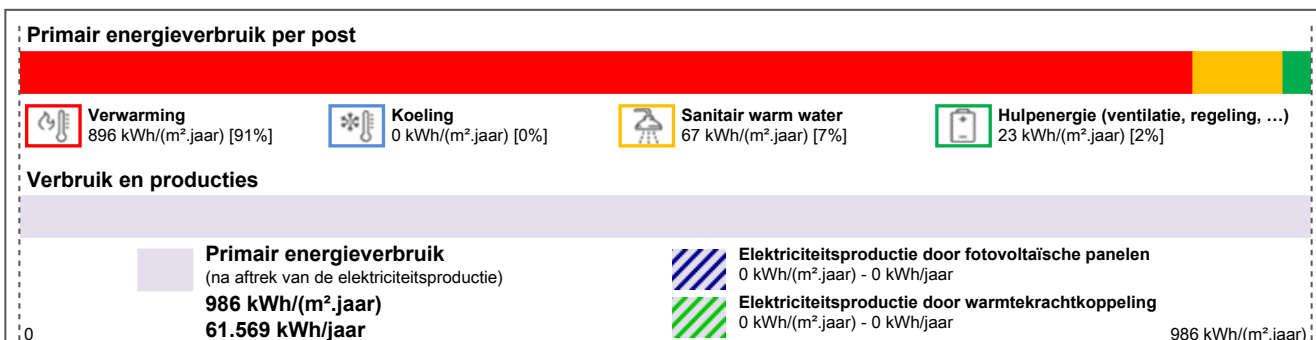 Primair energieverbruik per post
Verwarming
896 kWh/(m².jaar) [91%]
Koeling
0 kWh/(m².jaar) [0%]
Sanitair warm water
67 kWh/(m².jaar) [7%]
Hulpenergie (ventilatie, regeling, …)
23 kWh/(m².jaar) [2%]
Verbruik en producties
Primair energieverbruik
(na aftrek van de elektriciteitsproductie)
986 kWh/(m².jaar)
61.569 kWh/jaar
Elektriciteitsproductie door fotovoltaïsche panelen
0 kWh/(m².jaar) - 0 kWh/jaar
Elektriciteitsproductie door warmtekrachtkoppeling
0 kWh/(m².jaar) - 0 kWh/jaar
0
986 kWh/(m².jaar)